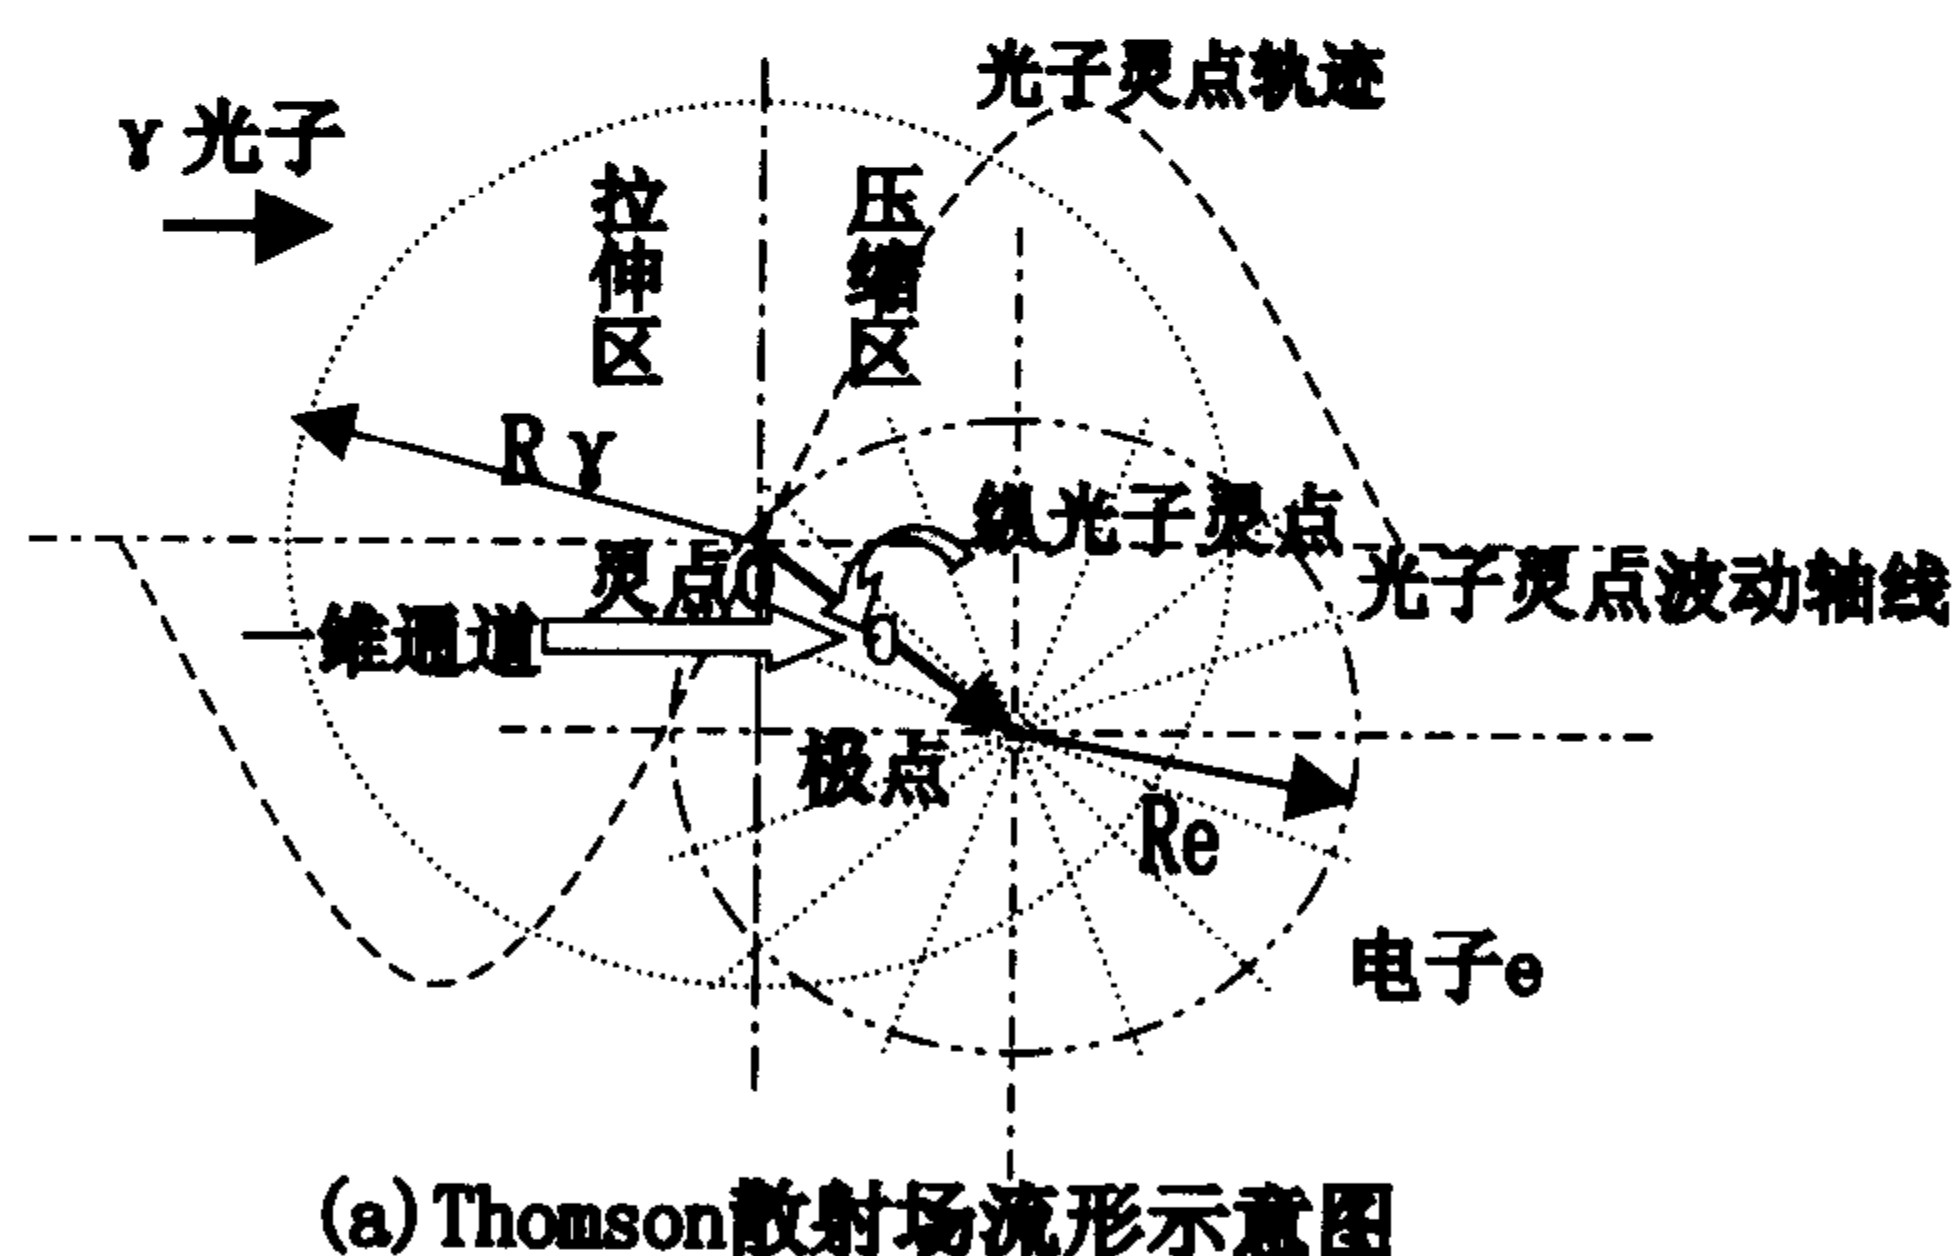 光子灵点轨迹
γ光子
拉伸区
压缩区
Rγ
纵光子灵点
灵点O
光子灵点波动轴线
一维通道
O
极点
Re
电子e
(a)Thomson散射场流形示意图